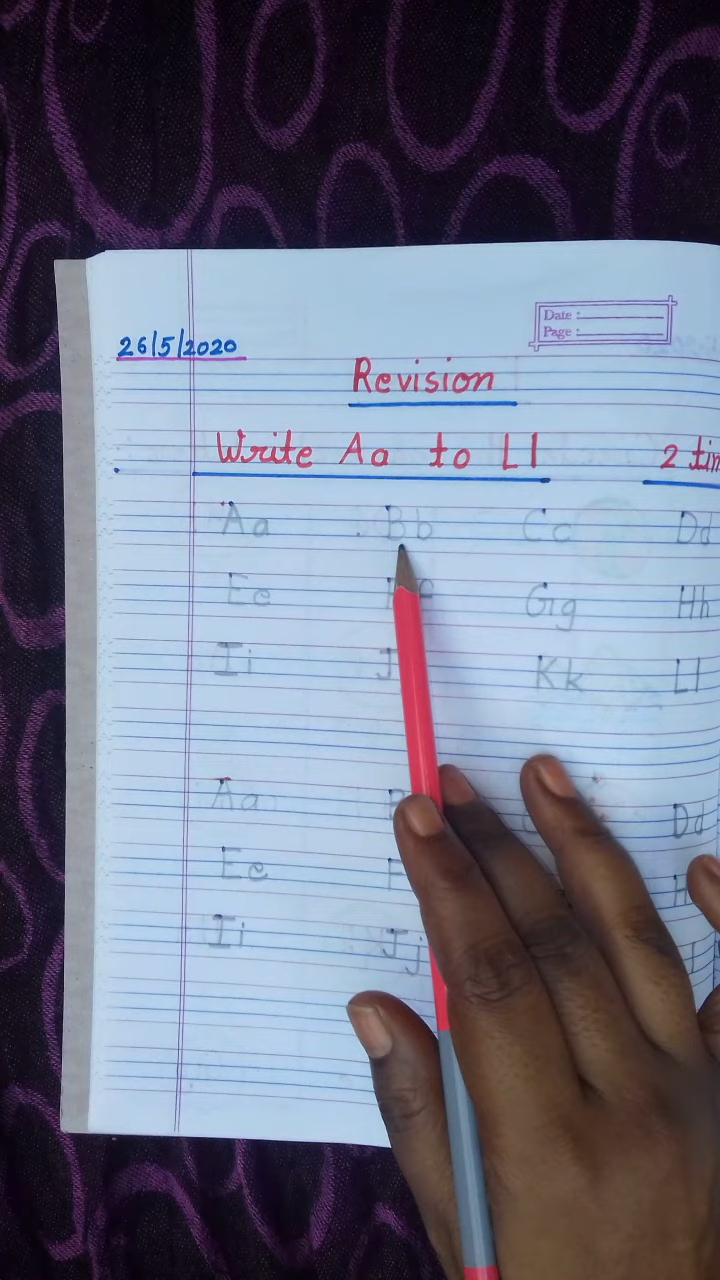 Date :
Page :
26/5/2020
Revision
Write Aa to Ll 2
Aa Bb Cc Dd
Ee Gg Hh
Ii Kk Ll
Aa Dd
Ee
Ii Jj